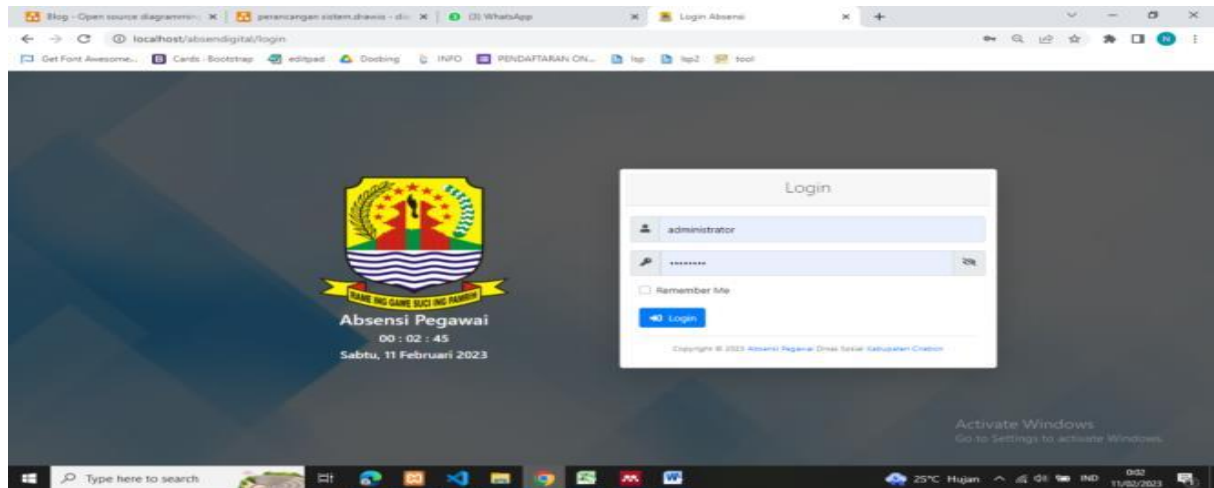 Blog - Open source diagramming
perancangan sistem.drawio - dia
(3) WhatsApp
Login Absensi
localhost/absendigital/login
Get Font Awesome...
Cards · Bootstrap
editpad
Docbing
INFO
PENDAFTARAN ON...
lsp
lsp2
tool
Login
administrator
••••••••
Remember Me
Login
Copyright © 2023 Absensi Pegawai Dinas Sosial Kabupaten Cirebon
RAME ING GAWE SUCI ING PAMRIH
Absensi Pegawai
00 : 02 : 45
Sabtu, 11 Februari 2023
Activate Windows
Go to Settings to activate Windows.
Type here to search
25°C Hujan
IND
0:02
11/02/2023